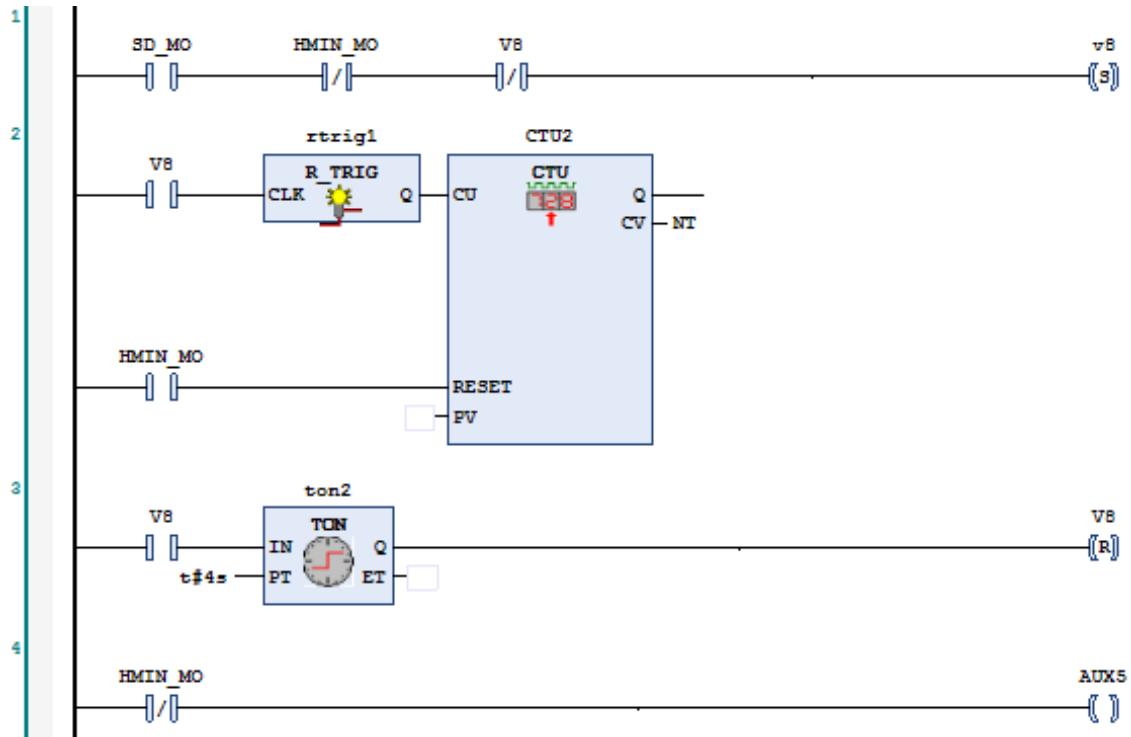 1
SD_MO HMIN_MO V8 v8
/ / S
2
rtrig1 CTU2
V8 R_TRIG CTU
CLK Q CU 728 Q
CV NT
HMIN_MO
RESET
PV
3
ton2
V8 TON V8
IN Q R
t#4s PT ET
4
HMIN_MO AUX5
/